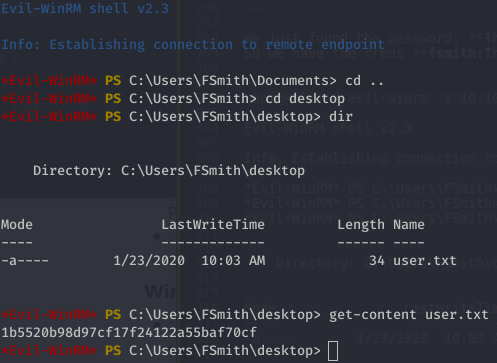 Evil-WinRM shell v2.3
Info: Establishing connection to remote endpoint
*Evil-WinRM* PS C:\Users\FSmith\Documents> cd ..
*Evil-WinRM* PS C:\Users\FSmith> cd desktop
*Evil-WinRM* PS C:\Users\FSmith\desktop> dir
Directory: C:\Users\FSmith\desktop
Mode LastWriteTime Length Name
---- ------------- ------ ----
-a---- 1/23/2020 10:03 AM 34 user.txt
*Evil-WinRM* PS C:\Users\FSmith\desktop> get-content user.txt
1b5520b98d97cf17f24122a55baf70cf
*Evil-WinRM* PS C:\Users\FSmith\desktop>